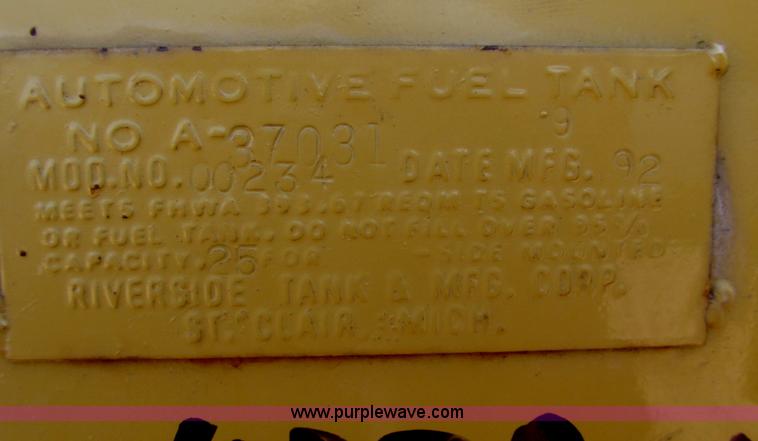 AUTOMOTIVE FUEL TANK
NO A-37031 9
MOD.NO. 00234 DATE MFG. 92
MEETS FHWA 393.67 REQMTS GASOLINE
OR FUEL TANK. DO NOT FILL OVER 95%
CAPACITY. 25 FOR -SIDE MOUNTED
RIVERSIDE TANK & MFG. CORP.
ST. CLAIR, MICH.
www.purplewave.com